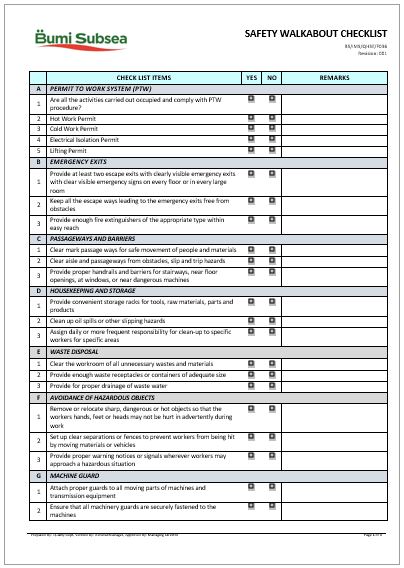 Bumi Subsea
SAFETY WALKABOUT CHECKLIST
Revision: 001
CHECK LIST ITEMS YES NO REMARKS
A PERMIT TO WORK SYSTEM (PTW)
1 Are all the activities carried out occupied and comply with PTW
procedure?
2 Hot Work Permit
3 Cold Work Permit
4 Electrical Isolation Permit
5 Lifting Permit
B EMERGENCY EXITS
1 Provide at least two escape exits with clearly visible emergency exits
with clear visible emergency signs on every floor or in every large
room
2 Keep all the escape ways leading to the emergency exits free from
obstacles
3 Provide enough fire extinguishers of the appropriate type within
easy reach
C PASSAGEWAYS AND BARRIERS
1 Clear mark passage ways for safe movement of people and materials
2 Clear aisle and passageways from obstacles, slip and trip hazards
3 Provide proper handrails and barriers for stairways, near floor
openings, at windows, or near dangerous machines
D HOUSEKEEPING AND STORAGE
1 Provide convenient storage racks for tools, raw materials, parts and
products
2 Clean up oil spills or other slipping hazards
3 Assign daily or more frequent responsibility for clean-up to specific
workers for specific areas
E WASTE DISPOSAL
1 Clear the workroom of all unnecessary wastes and materials
2 Provide enough waste receptacles or containers of adequate size
3 Provide for proper drainage of waste water
F AVOIDANCE OF HAZARDOUS OBJECTS
1 Remove or relocate sharp, dangerous or hot objects so that the
workers hands, feet or heads may not be hurt in advertently during
work
2 Set up clear separations or fences to prevent workers from being hit
by moving materials or vehicles
3 Provide proper warning notices or signals wherever workers may
approach a hazardous situation
G MACHINE GUARD
1 Attach proper guards to all moving parts of machines and
transmission equipment
2 Ensure that all machinery guards are securely fastened to the
machines